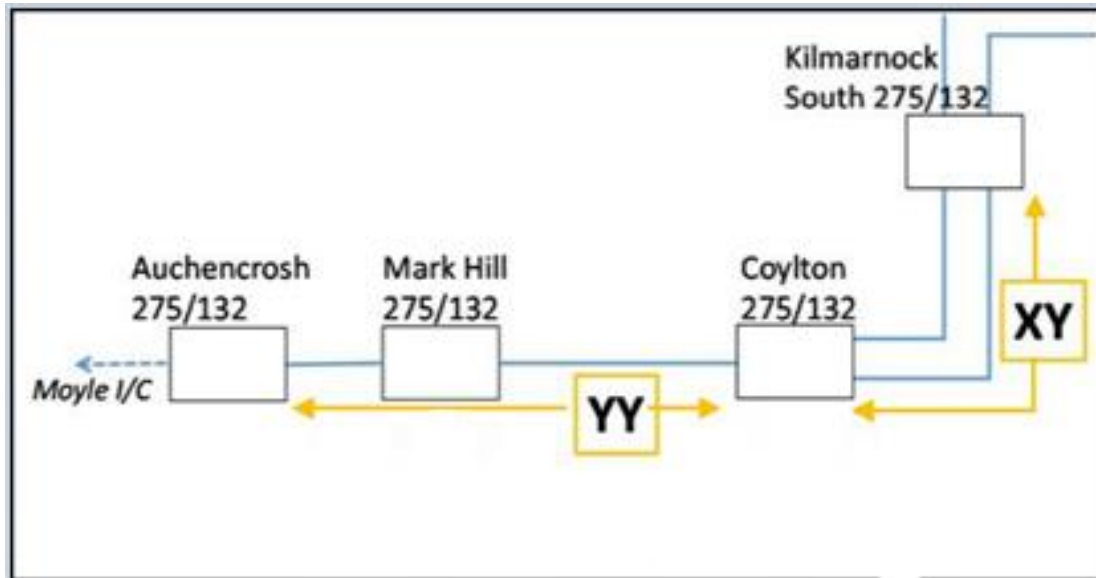 Kilmarnock
South 275/132
Auchencrosh
275/132
Mark Hill
275/132
Coylton
275/132
XY
Moyle I/C
YY